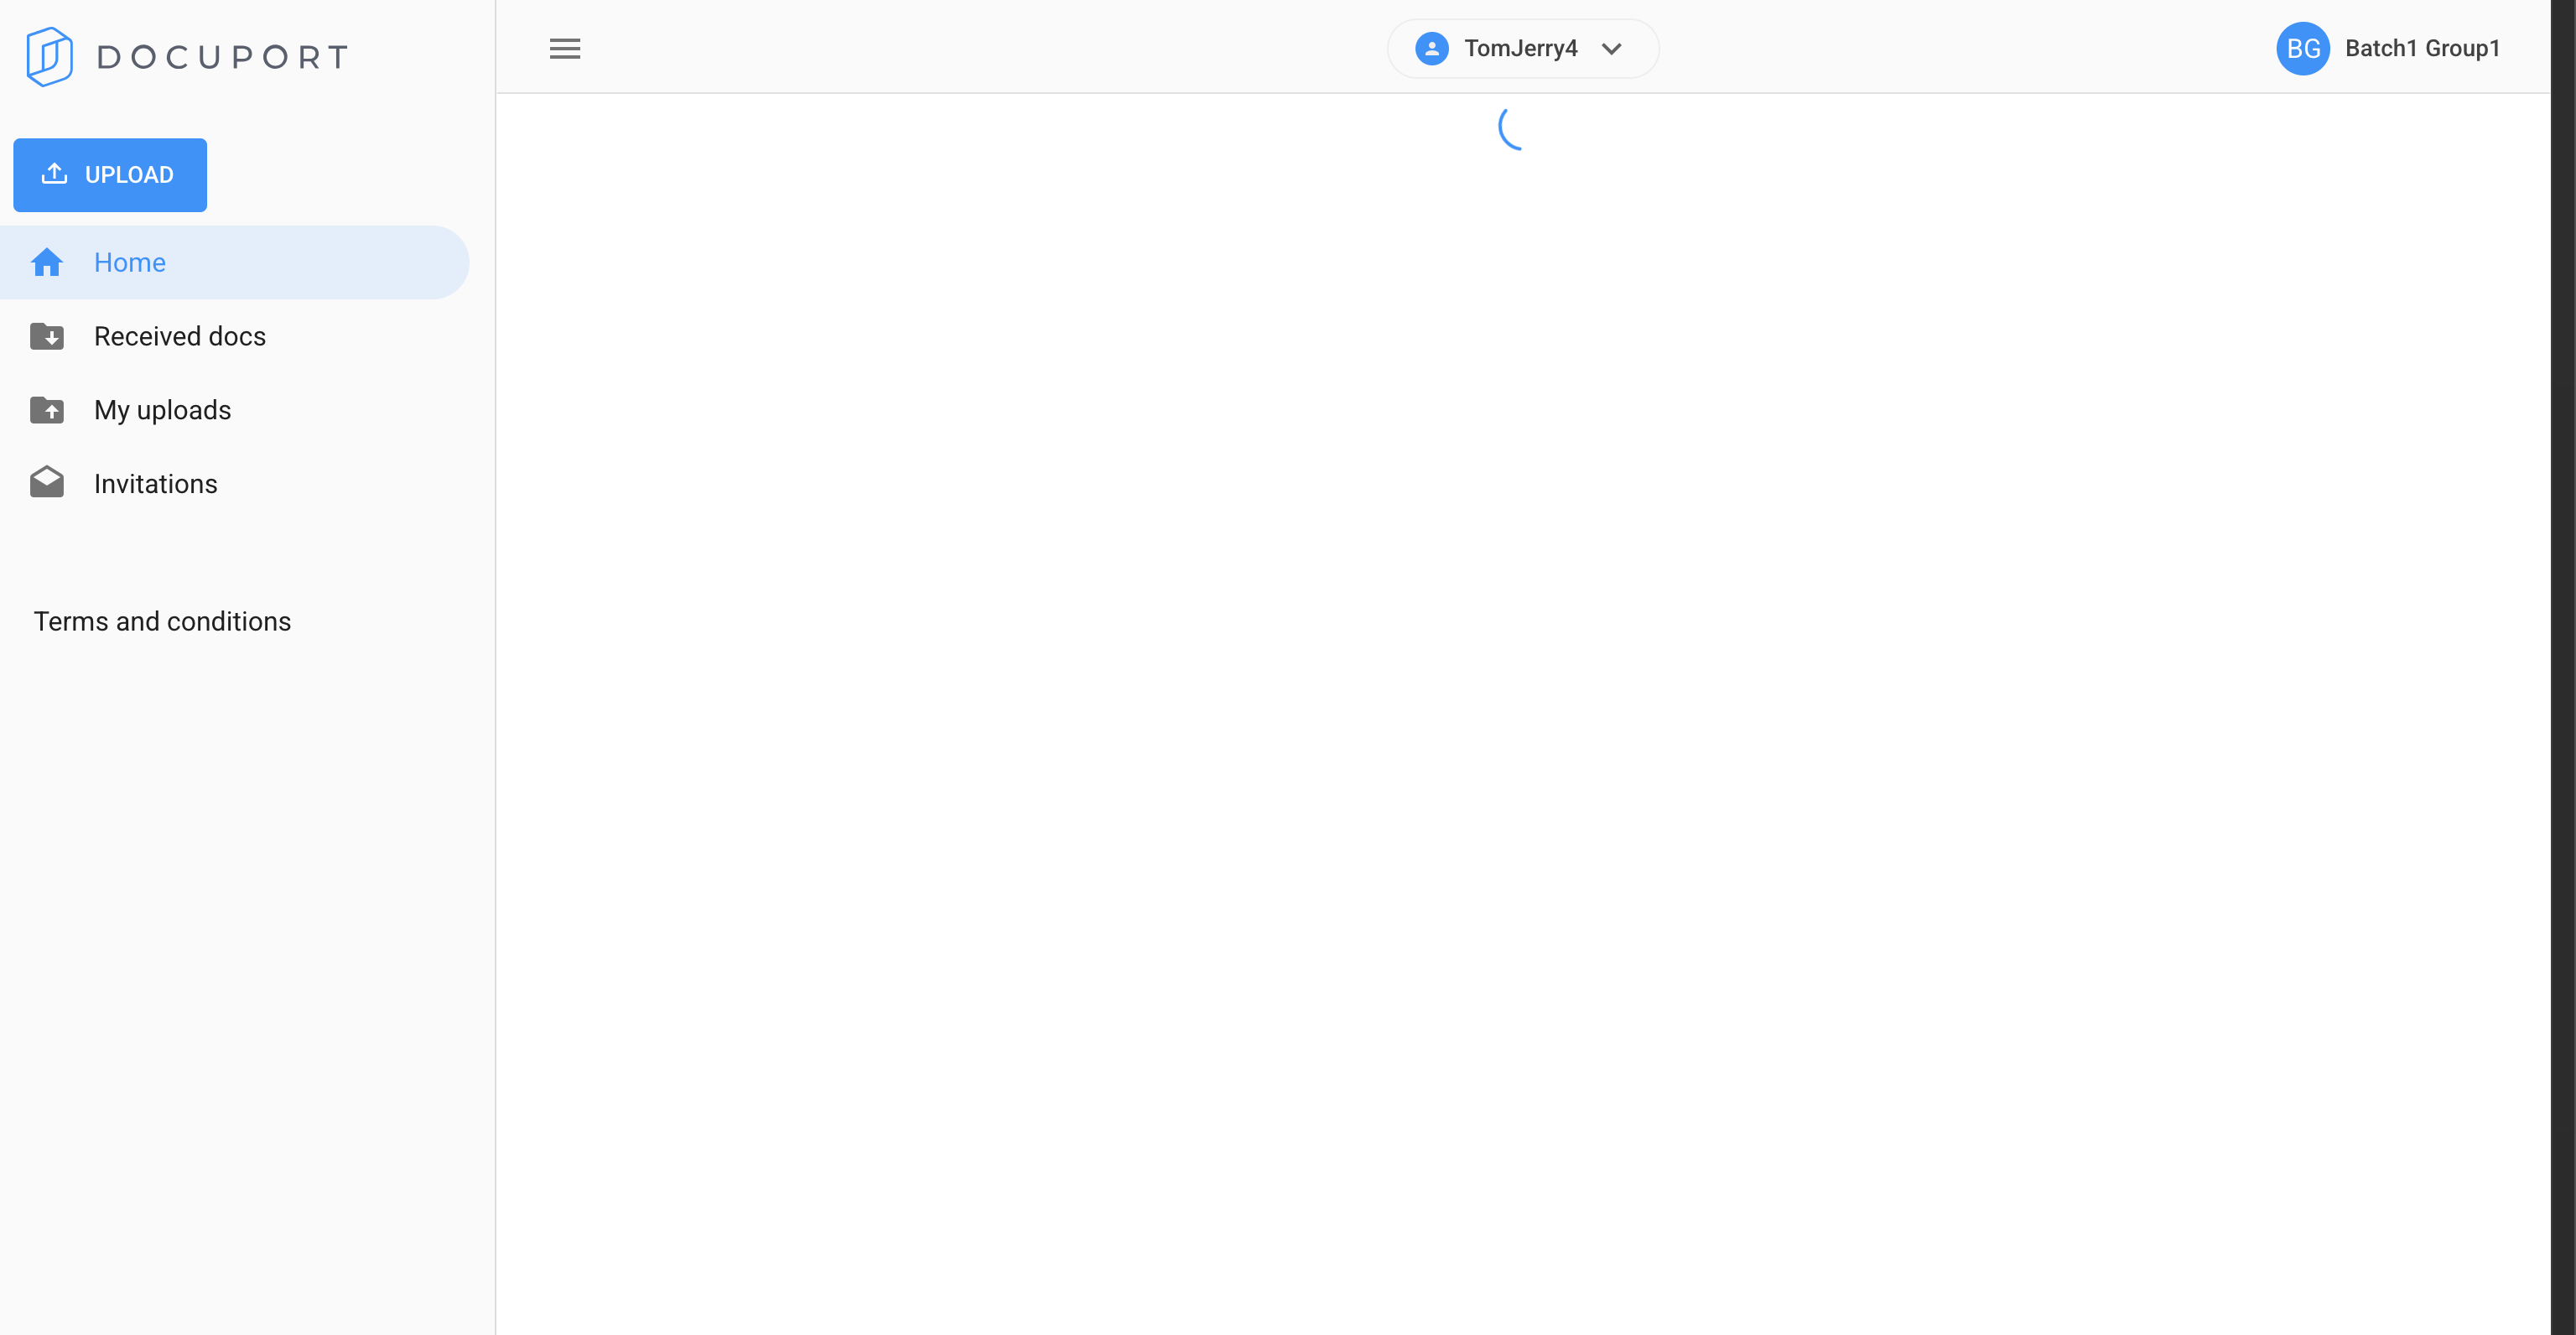 DOCUPORT
TomJerry4
BG Batch1 Group1
UPLOAD
Home
Received docs
My uploads
Invitations
Terms and conditions